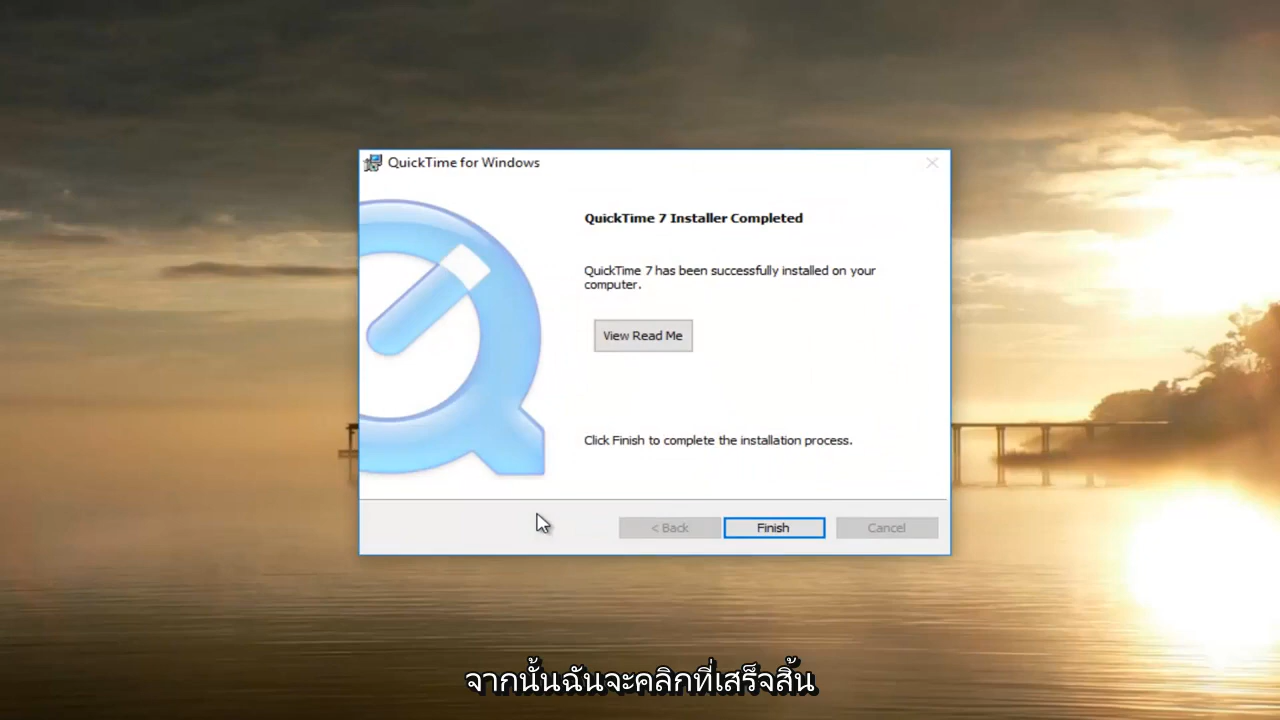 QuickTime for Windows
QuickTime 7 Installer Completed
QuickTime 7 has been successfully installed on your
computer.
View Read Me
Click Finish to complete the installation process.
< Back
Finish
Cancel
จากนั้นฉันจะคลิกที่เสร็จสิ้น